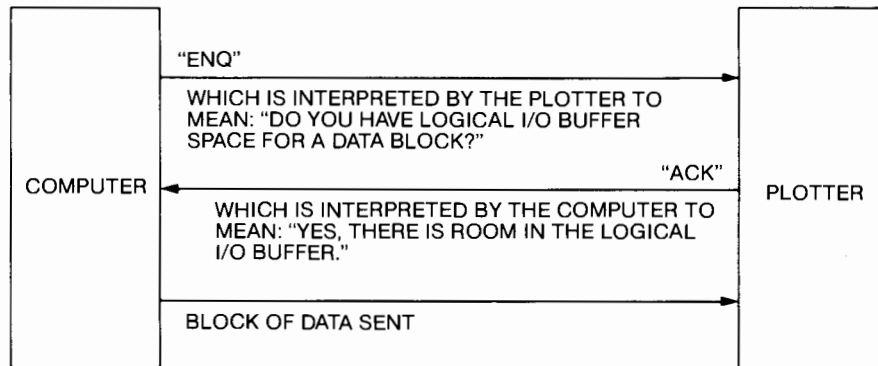 "ENQ"
WHICH IS INTERPRETED BY THE PLOTTER TO
MEAN: "DO YOU HAVE LOGICAL I/O BUFFER
SPACE FOR A DATA BLOCK?"
"ACK"
COMPUTER
PLOTTER
WHICH IS INTERPRETED BY THE COMPUTER TO
MEAN: "YES, THERE IS ROOM IN THE LOGICAL
I/O BUFFER."
BLOCK OF DATA SENT